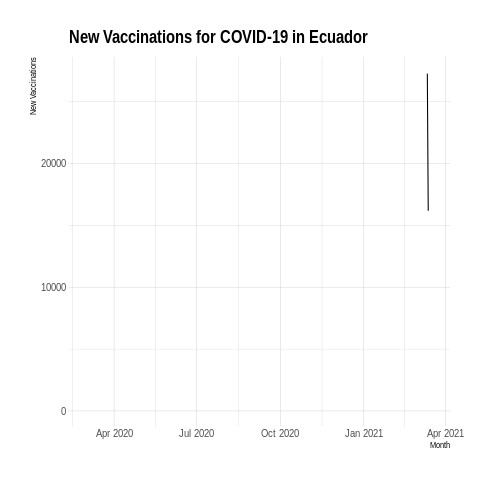 New Vaccinations for COVID-19 in Ecuador
New Vaccinations
20000
10000
0
Apr 2020 Jul 2020 Oct 2020 Jan 2021 Apr 2021
Month